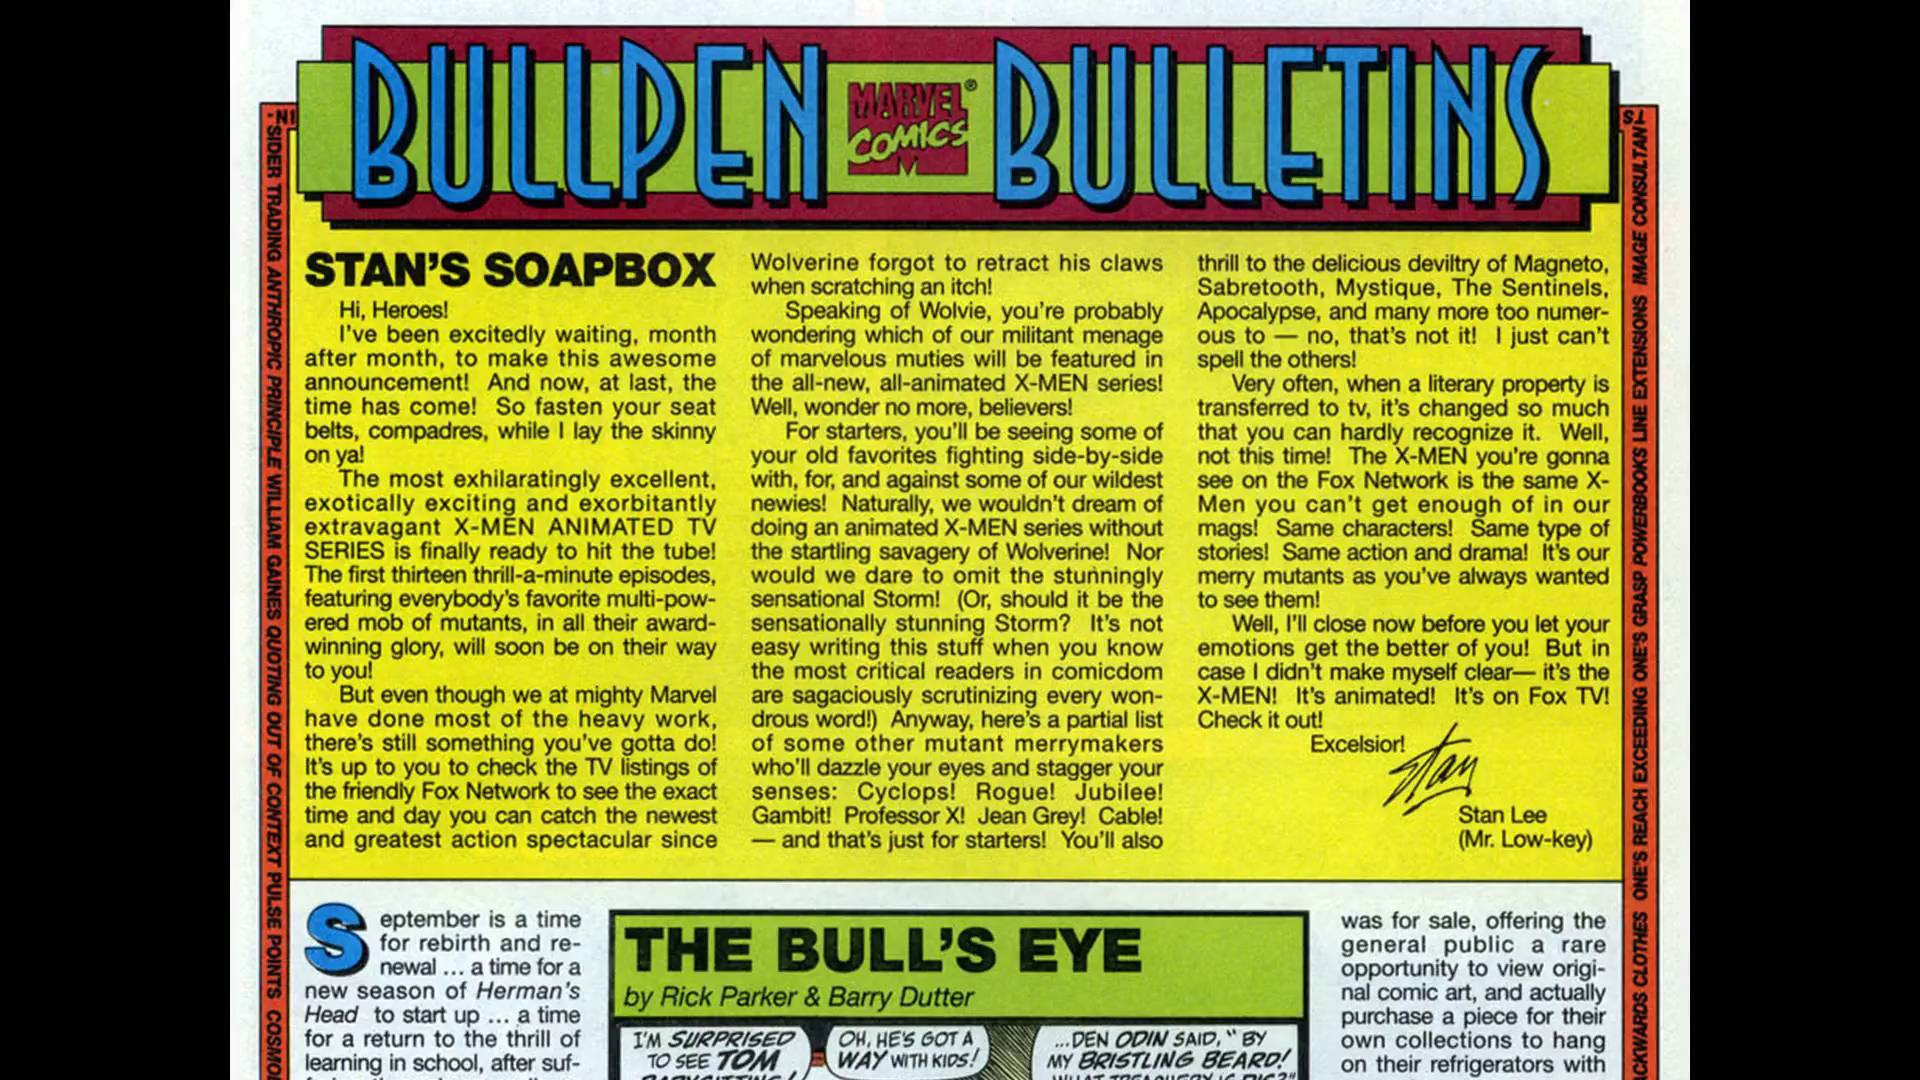 BULLPEN BULLETINS
MARVEL®
COMICS
STAN'S SOAPBOX
Hi, Heroes!
I've been excitedly waiting, month
after month, to make this awesome
announcement! And now, at last, the
time has come! So fasten your seat
belts, compadres, while I lay the skinny
on ya!
The most exhilaratingly excellent,
exotically exciting and exorbitantly
extravagant X-MEN ANIMATED TV
SERIES is finally ready to hit the tube!
The first thirteen thrill-a-minute episodes,
featuring everybody's favorite multi-pow-
ered mob of mutants, in all their award-
winning glory, will soon be on their way
to you!
But even though we at mighty Marvel
have done most of the heavy work,
there's still something you've gotta do!
It's up to you to check the TV listings of
the friendly Fox Network to see the exact
time and day you can catch the newest
and greatest action spectacular since
Wolverine forgot to retract his claws
when scratching an itch!
Speaking of Wolvie, you're probably
wondering which of our militant menage
of marvelous muties will be featured in
the all-new, all-animated X-MEN series!
Well, wonder no more, believers!
For starters, you'll be seeing some of
your old favorites fighting side-by-side
with, for, and against some of our wildest
newies! Naturally, we wouldn't dream of
doing an animated X-MEN series without
the startling savagery of Wolverine! Nor
would we dare to omit the stunningly
sensational Storm! (Or, should it be the
sensationally stunning Storm? It's not
easy writing this stuff when you know
the most critical readers in comicdom
are sagaciously scrutinizing every won-
drous word!) Anyway, here's a partial list
of some other mutant merrymakers
who'll dazzle your eyes and stagger your
senses: Cyclops! Rogue! Jubilee!
Gambit! Professor X! Jean Grey! Cable!
— and that's just for starters! You'll also
thrill to the delicious deviltry of Magneto,
Sabretooth, Mystique, The Sentinels,
Apocalypse, and many more too numer-
ous to — no, that's not it! I just can't
spell the others!
Very often, when a literary property is
transferred to tv, it's changed so much
that you can hardly recognize it. Well,
not this time! The X-MEN you're gonna
see on the Fox Network is the same X-
Men you can't get enough of in our
mags! Same characters! Same type of
stories! Same action and drama! It's our
merry mutants as you've always wanted
to see them!
Well, I'll close now before you let your
emotions get the better of you! But in
case I didn't make myself clear— it's the
X-MEN! It's animated! It's on Fox TV!
Check it out!
Excelsior!
Stan
Stan Lee
(Mr. Low-key)
September is a time
for rebirth and re-
newal ... a time for a
new season of Herman's
Head to start up ... a time
for a return to the thrill of
learning in school, after suf-
THE BULL'S EYE
by Rick Parker & Barry Dutter
I'M SURPRISED
TO SEE TOM
OH, HE'S GOT A
WAY WITH KIDS!
...DEN ODIN SAID, "BY
MY BRISTLING BEARD!
was for sale, offering the
general public a rare
opportunity to view origi-
nal comic art, and actually
purchase a piece for their
own collections to hang
on their refrigerators with
· IN-
SIDER TRADING ANTHROPIC PRINCIPLE WILLIAM GAINES QUOTING OUT OF CONTEXT PULSE POINTS COSMO
ACKWARDS CLOTHES ONE'S REACH EXCEEDING ONE'S GRASP POWERBOOKS LINE EXTENSIONS IMAGE CONSULTAN
TS